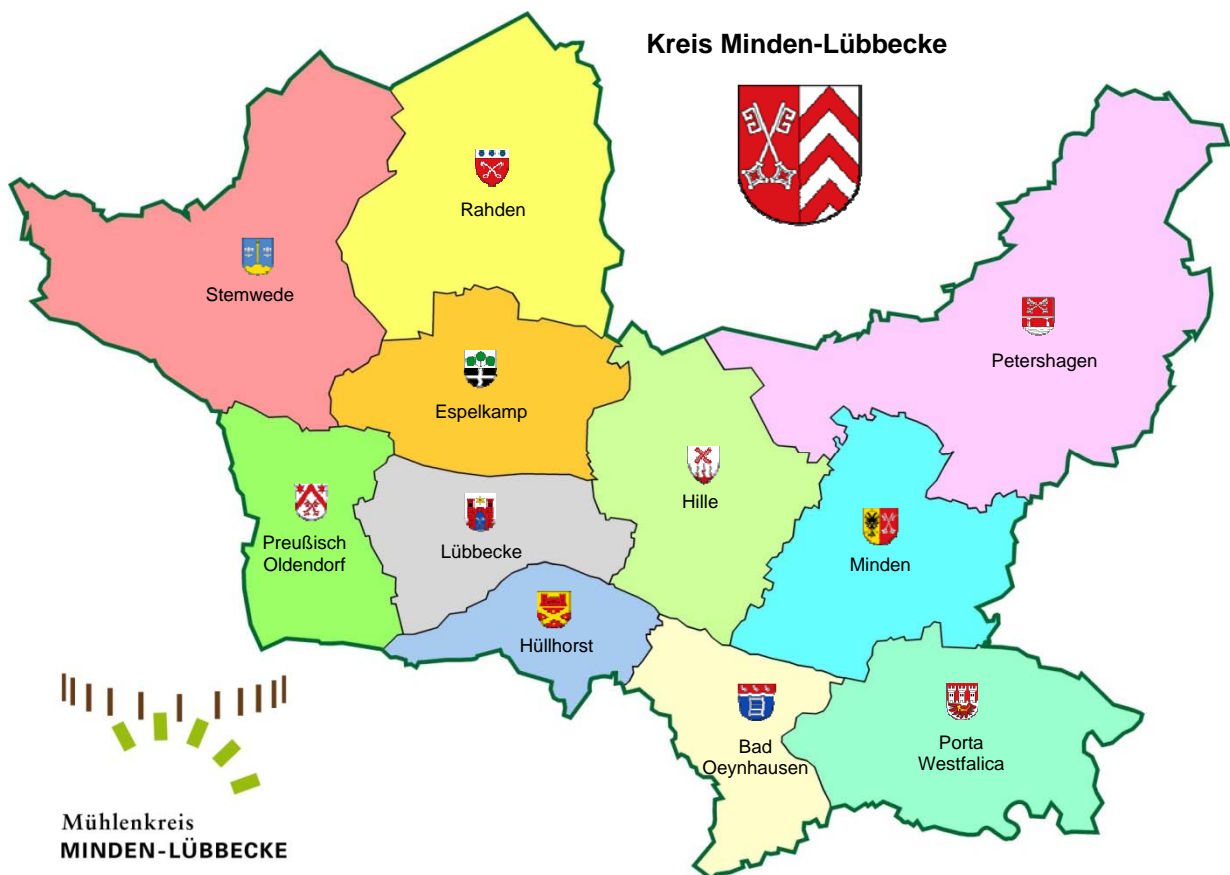 Kreis Minden-Lübbecke
Rahden
Stemwede
Petershagen
Espelkamp
Hille
Preußisch
Oldendorf
Lübbecke
Minden
Hüllhorst
Bad
Oeynhausen
Porta
Westfalica
Mühlenkreis
MINDEN-LÜBBECKE